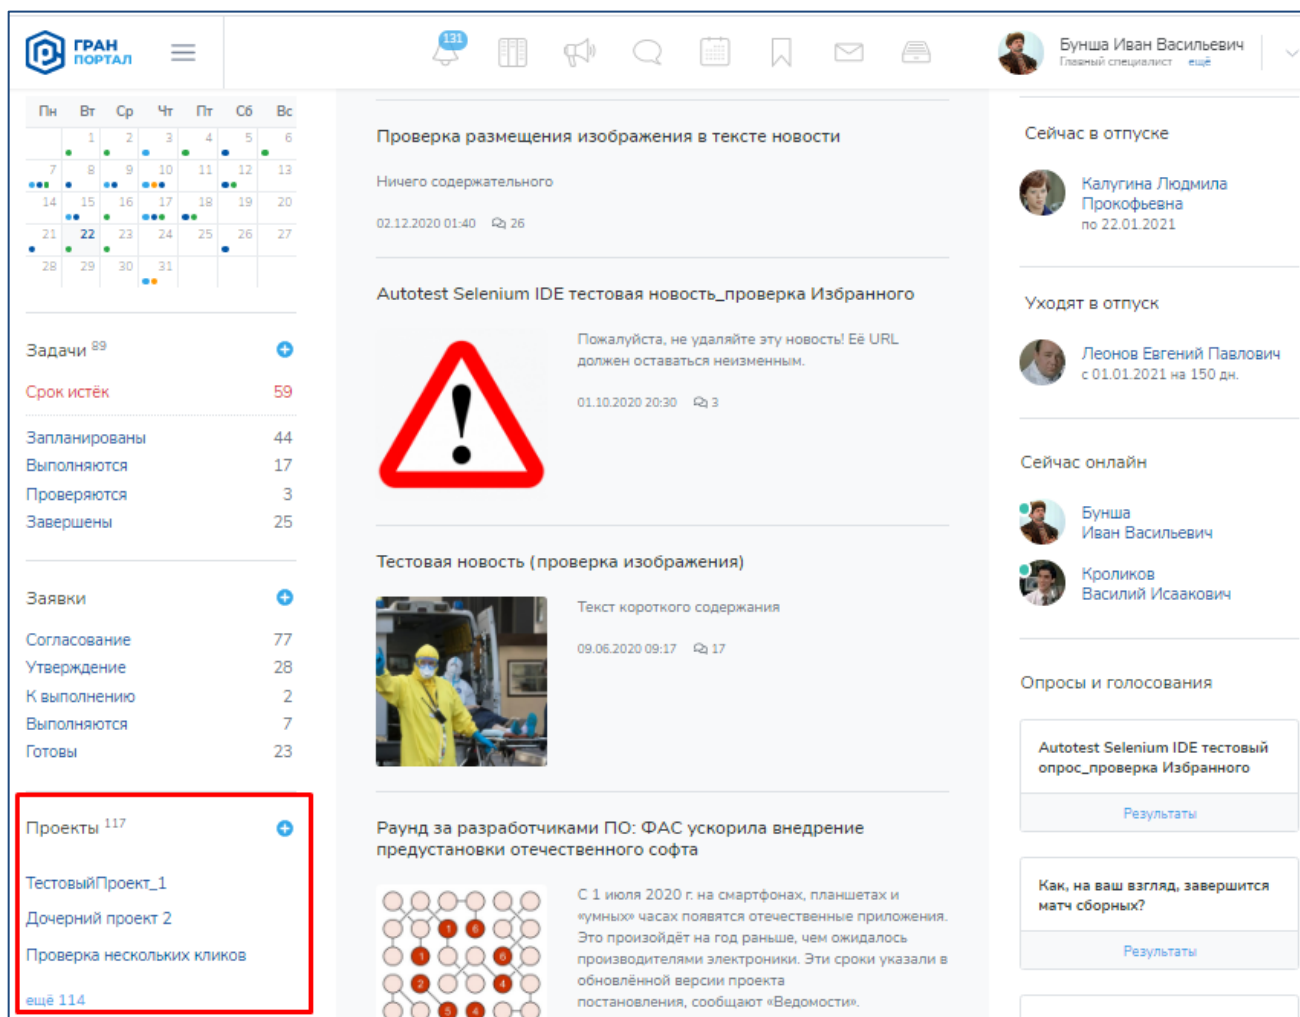 ГРАН
ПОРТАЛ
131
Бунша Иван Васильевич
Главный специалист ещё
Пн Вт Ср Чт Пт Сб Вс
1 2 3 4 5 6
7 8 9 10 11 12 13
14 15 16 17 18 19 20
21 22 23 24 25 26 27
28 29 30 31
Задачи 89
Срок истёк 59
Запланированы 44
Выполняются 17
Проверяются 3
Завершены 25
Заявки
Согласование 77
Утверждение 28
К выполнению 2
Выполняются 7
Готовы 23
Проекты 117
ТестовыйПроект_1
Дочерний проект 2
Проверка нескольких кликов
ещё 114
Проверка размещения изображения в тексте новости
Ничего содержательного
02.12.2020 01:40 26
Autotest Selenium IDE тестовая новость_проверка Избранного
Пожалуйста, не удаляйте эту новость! Её URL
должен оставаться неизменным.
01.10.2020 20:30 3
Тестовая новость (проверка изображения)
Текст короткого содержания
09.06.2020 09:17 17
Раунд за разработчиками ПО: ФАС ускорила внедрение
предустановки отечественного софта
С 1 июля 2020 г. на смартфонах, планшетах и
«умных» часах появятся отечественные приложения.
Это произойдёт на год раньше, чем ожидалось
производителями электроники. Эти сроки указали в
обновлённой версии проекта
постановления, сообщают «Ведомости».
1 6
1 6
2 4
5 4
Сейчас в отпуске
Калугина Людмила
Прокофьевна
по 22.01.2021
Уходят в отпуск
Леонов Евгений Павлович
с 01.01.2021 на 150 дн.
Сейчас онлайн
Бунша
Иван Васильевич
Кроликов
Василий Исаакович
Опросы и голосования
Autotest Selenium IDE тестовый
опрос_проверка Избранного
Результаты
Как, на ваш взгляд, завершится
матч сборных?
Результаты